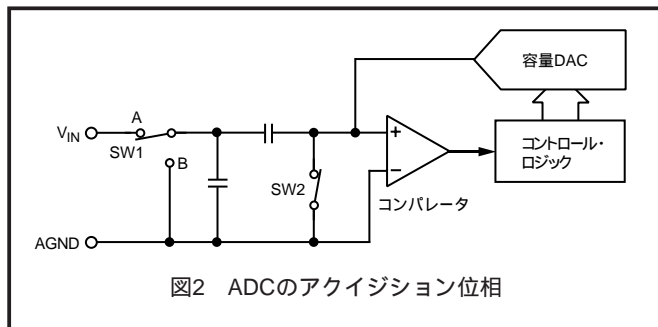 容量DAC
A
VIN
SW1
B
SW2
+
−
コンパレータ
コントロール・
ロジック
AGND
図2 ADCのアクイジション位相